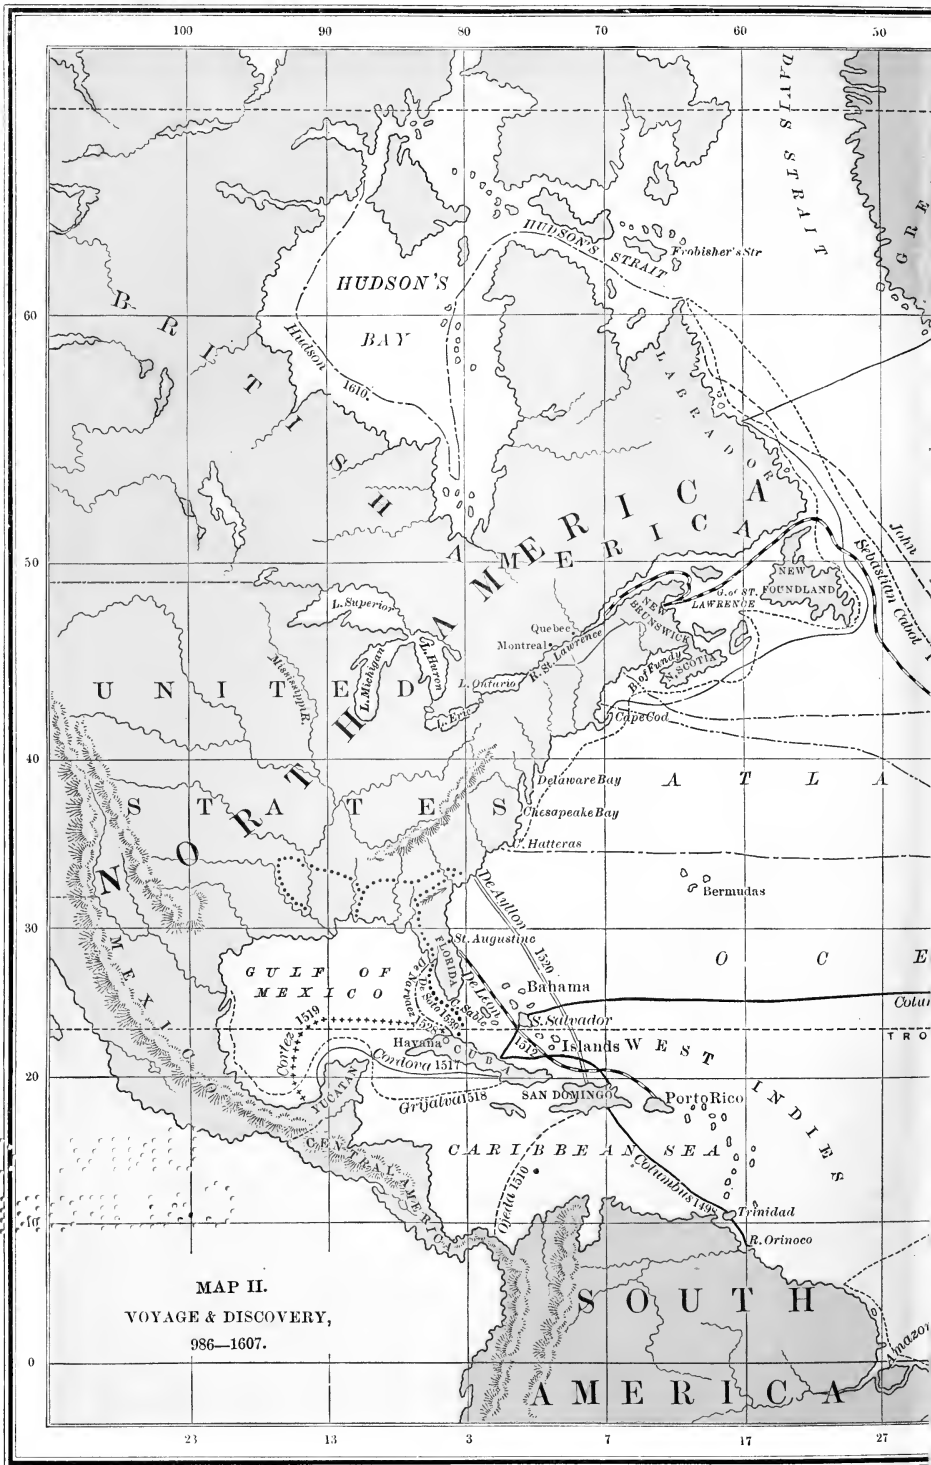 100 90 80 70 60 50
DAVIS STRAIT
GRE
HUDSON'S STRAIT
Frobisher's Str
HUDSON'S
BAY
60
BRITISH AMERICA
Hudson 1610.
LABRADOR
NORTH AMERICA
John
Sebastian Cabot
50
NEW
FOUNDLAND
G. of ST.
LAWRENCE
L. Superior
NEW
BRUNSWICK
Quebec
Montreal
R. St. Lawrence
L. Michigan
L. Huron
Mississippi R.
B. of Fundy
N. SCOTIA
L. Ontario
L. Erie
UNITED
Cape Cod
40
Delaware Bay
ATLA
STATES
Chesapeake Bay
C. Hatteras
Bermudas
30
De Ayllon 1520
St. Augustine
FLORIDA
MEXICO
GULF OF
MEXICO
De Narvaez 1528
De Soto 1539
C. Sable
De Leon 1512
OCE
Bahama
Colum
Cortez 1519
S. Salvador
TRO
Havana
CUBA
Islands
WEST INDIES
Cordova 1517
20
YUCATAN
Grijalva 1518
SAN DOMINGO
Porto Rico
CENTRAL AMERICA
CARIBBEAN SEA
Ojeda 1510
Columbus 1498
Trinidad
10
R. Orinoco
MAP II.
VOYAGE & DISCOVERY,
986—1607.
SOUTH
Amazon
0
AMERICA
23 13 3 7 17 27